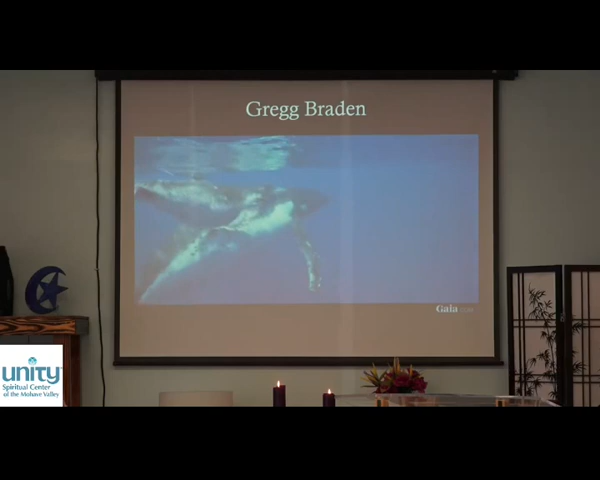 Gregg Braden
Gaia
unity
Spiritual Center
of the Mohave Valley